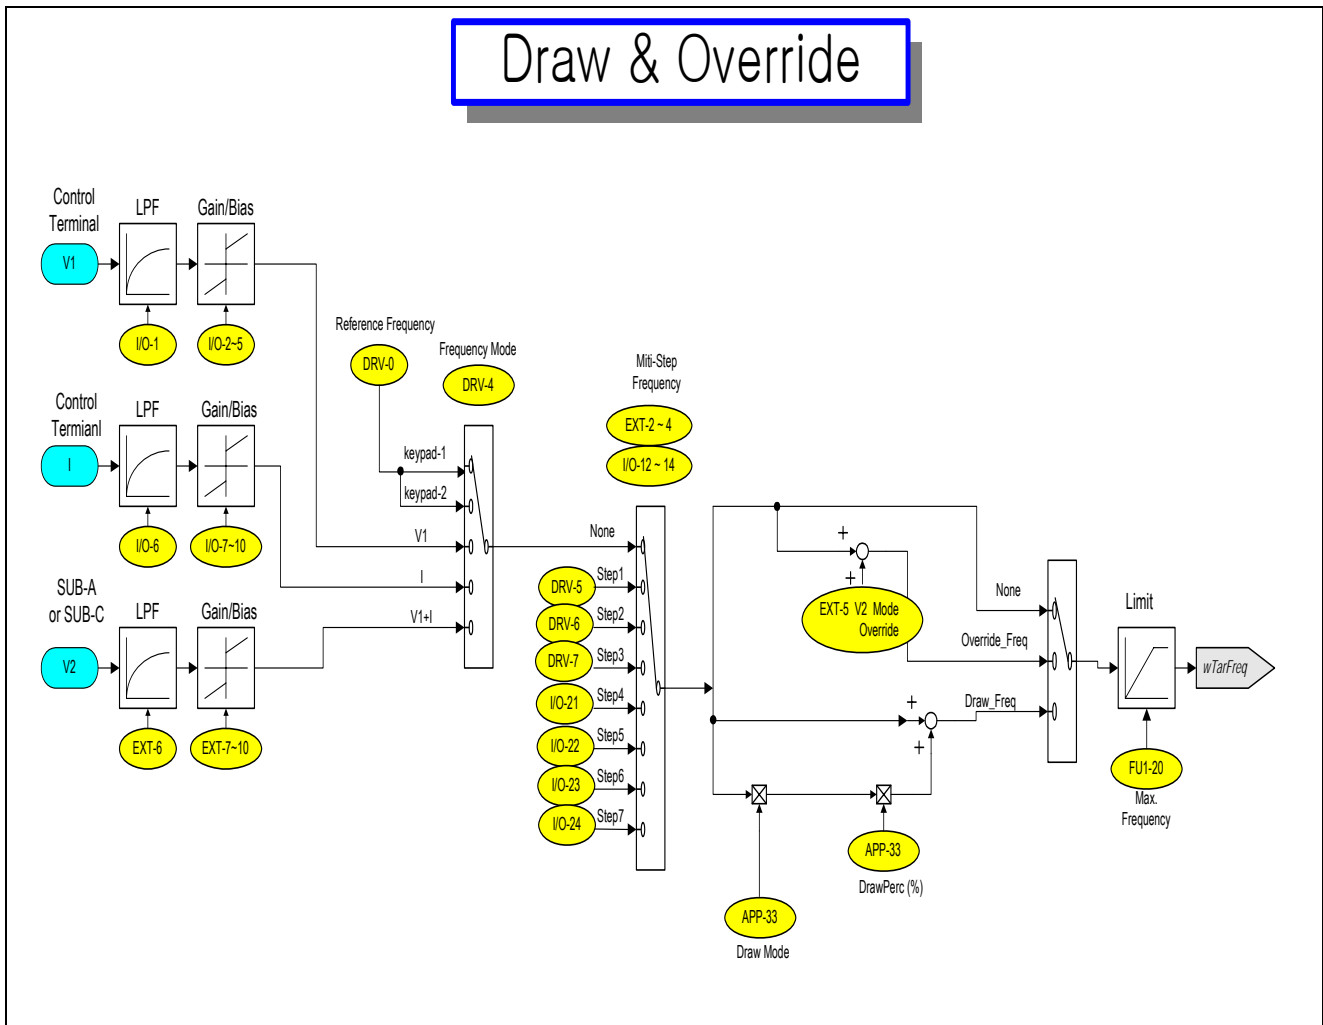 Draw & Override
Control
Terminal
LPF
Gain/Bias
V1
I/O-1
I/O-2~5
Reference Frequency
DRV-0
Frequency Mode
DRV-4
Miti-Step
Frequency
EXT-2 ~ 4
I/O-12 ~ 14
Control
Termianl
LPF
Gain/Bias
I
I/O-6
I/O-7~10
keypad-1
keypad-2
V1
I
V1+I
SUB-A
or SUB-C
LPF
Gain/Bias
V2
EXT-6
EXT-7~10
None
DRV-5
Step1
DRV-6
Step2
DRV-7
Step3
I/O-21
Step4
I/O-22
Step5
I/O-23
Step6
I/O-24
Step7
+
+
EXT-5 V2 Mode
Override
None
Override_Freq
Draw_Freq
+
+
Limit
wTarFreq
FU1-20
Max.
Frequency
APP-33
DrawPerc (%)
APP-33
Draw Mode